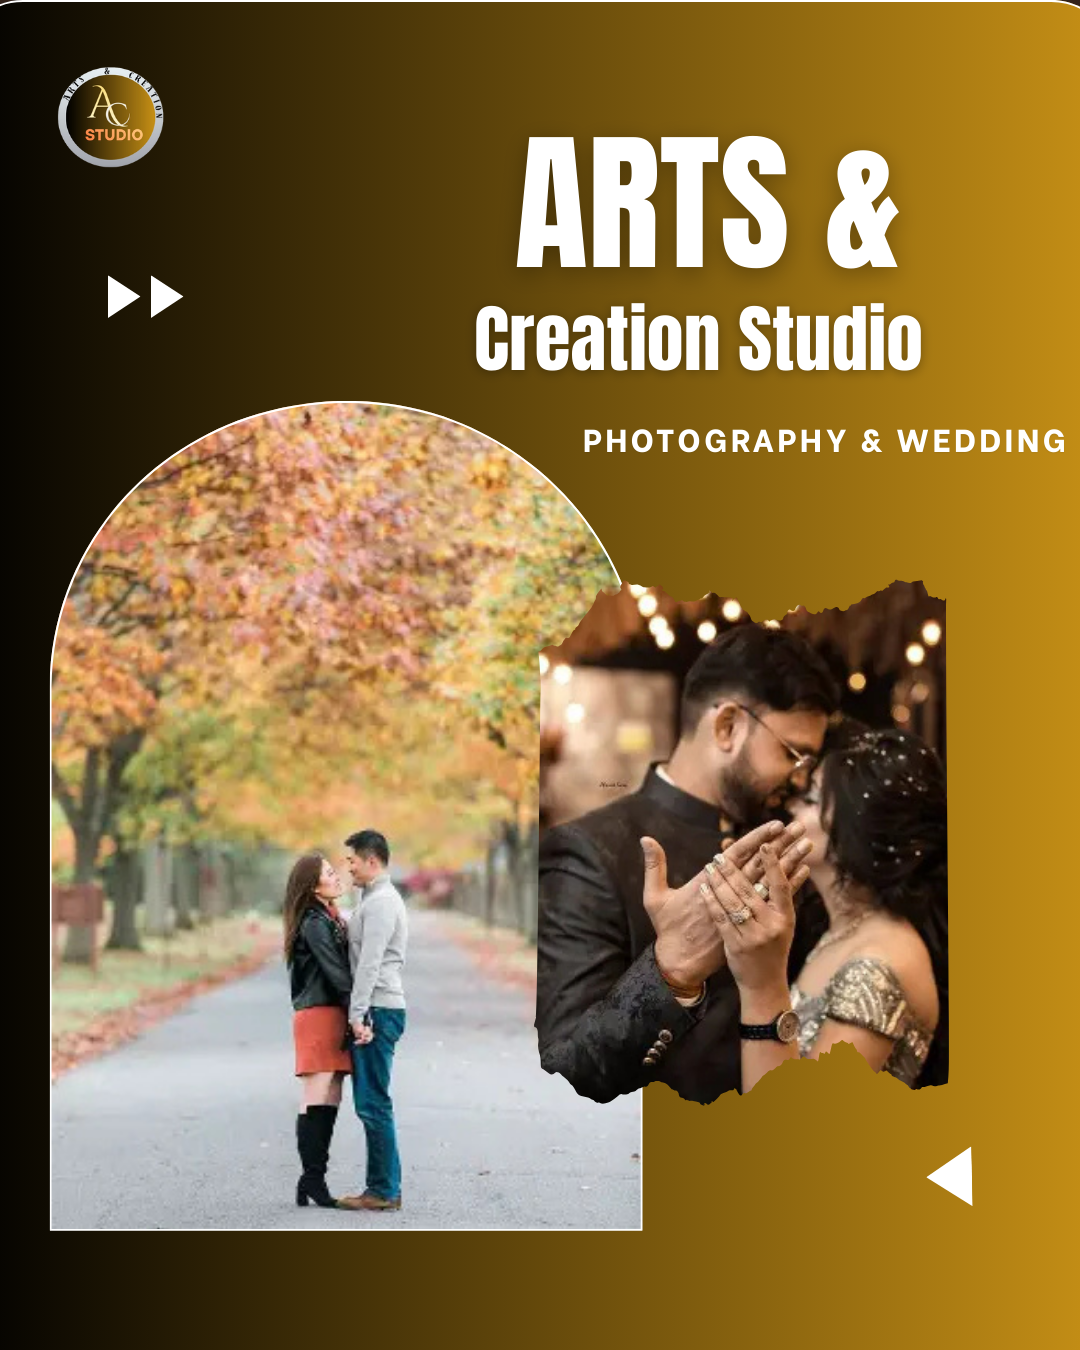 ARTS & CREATION
AC
STUDIO
ARTS &
Creation Studio
PHOTOGRAPHY & WEDDING